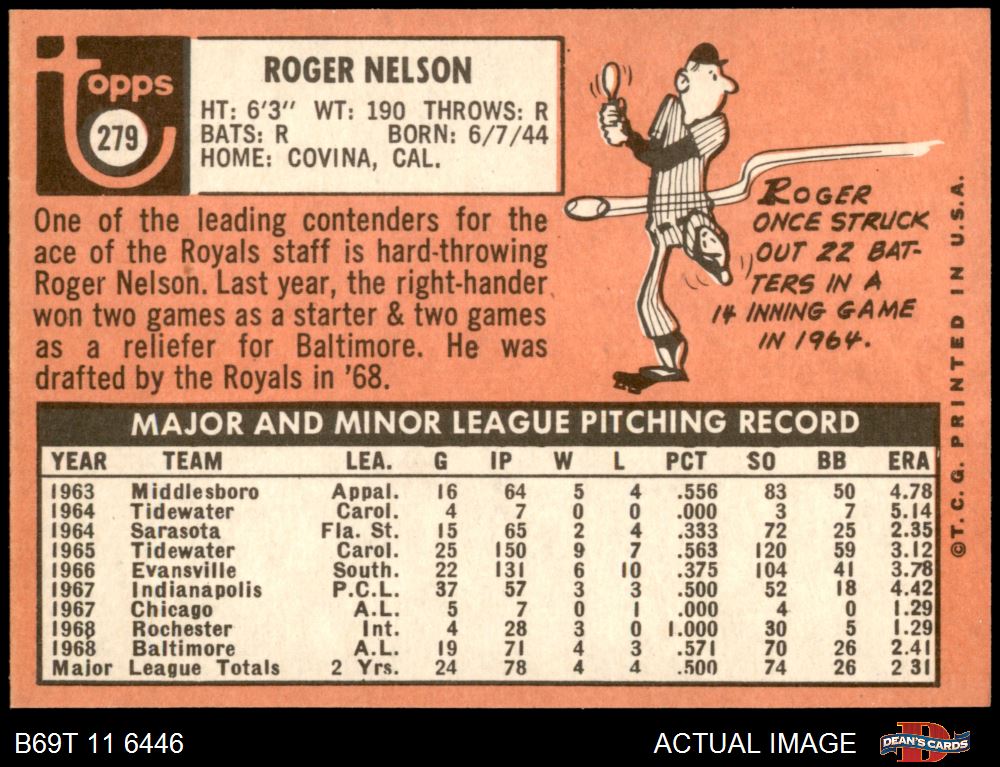 Topps
279
ROGER NELSON
HT: 6'3" WT: 190 THROWS: R
BATS: R BORN: 6/7/44
HOME: COVINA, CAL.
One of the leading contenders for the
ace of the Royals staff is hard-throwing
Roger Nelson. Last year, the right-hander
won two games as a starter & two games
as a reliefer for Baltimore. He was
drafted by the Royals in '68.
ROGER
ONCE STRUCK
OUT 22 BAT-
TERS IN A
14 INNING GAME
IN 1964.
MAJOR AND MINOR LEAGUE PITCHING RECORD
YEAR TEAM LEA. G IP W L PCT SO BB ERA
1963 Middlesboro Appal. 16 64 5 4 .556 83 50 4.78
1964 Tidewater Carol. 4 7 0 0 .000 3 7 5.14
1964 Sarasota Fla. St. 15 65 2 4 .333 72 25 2.35
1965 Tidewater Carol. 25 150 9 7 .563 120 59 3.12
1966 Evansville South. 22 131 6 10 .375 104 41 3.78
1967 Indianapolis P.C.L. 37 57 3 3 .500 52 18 4.42
1967 Chicago A.L. 5 7 0 1 .000 4 0 1.29
1968 Rochester Int. 4 28 3 0 1.000 30 5 1.29
1968 Baltimore A.L. 19 71 4 3 .571 70 26 2.41
Major League Totals 2 Yrs. 24 78 4 4 .500 74 26 2 31
©T.C.G. PRINTED IN U.S.A.
B69T 11 6446
ACTUAL IMAGE
DEAN'S CARDS